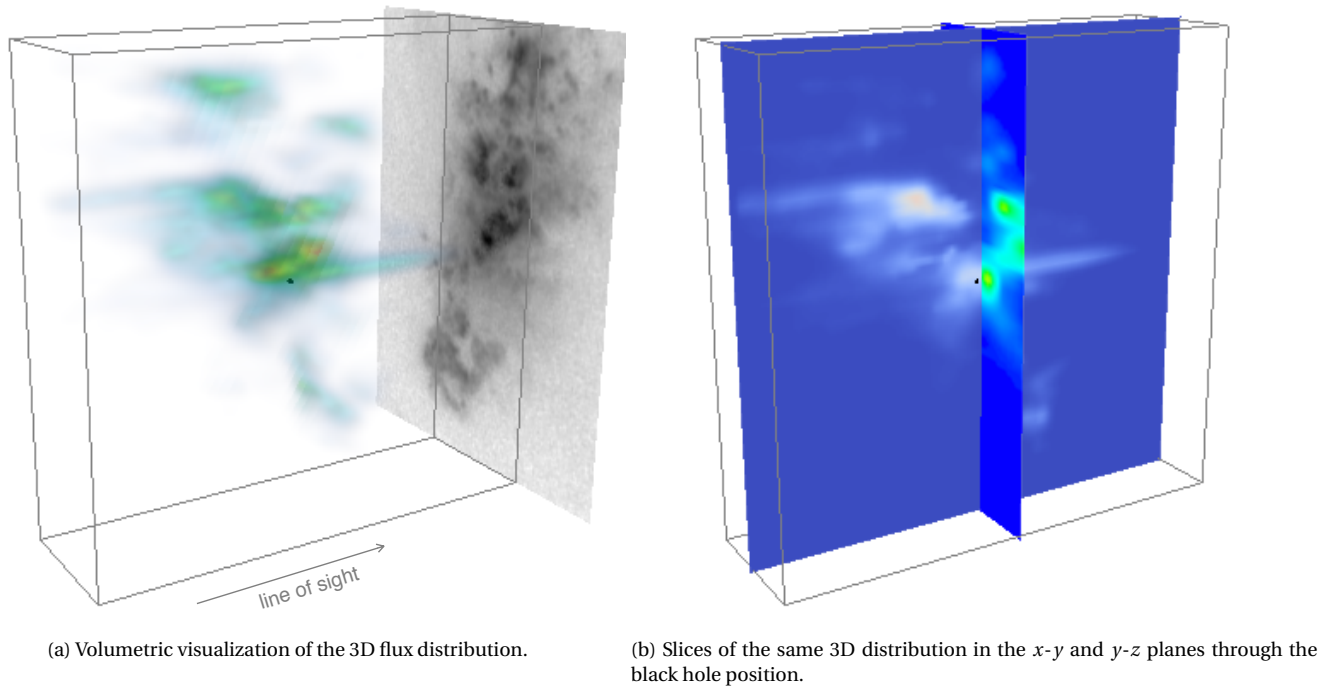 line of sight
(a) Volumetric visualization of the 3D flux distribution.
(b) Slices of the same 3D distribution in the x-y and y-z planes through the
black hole position.